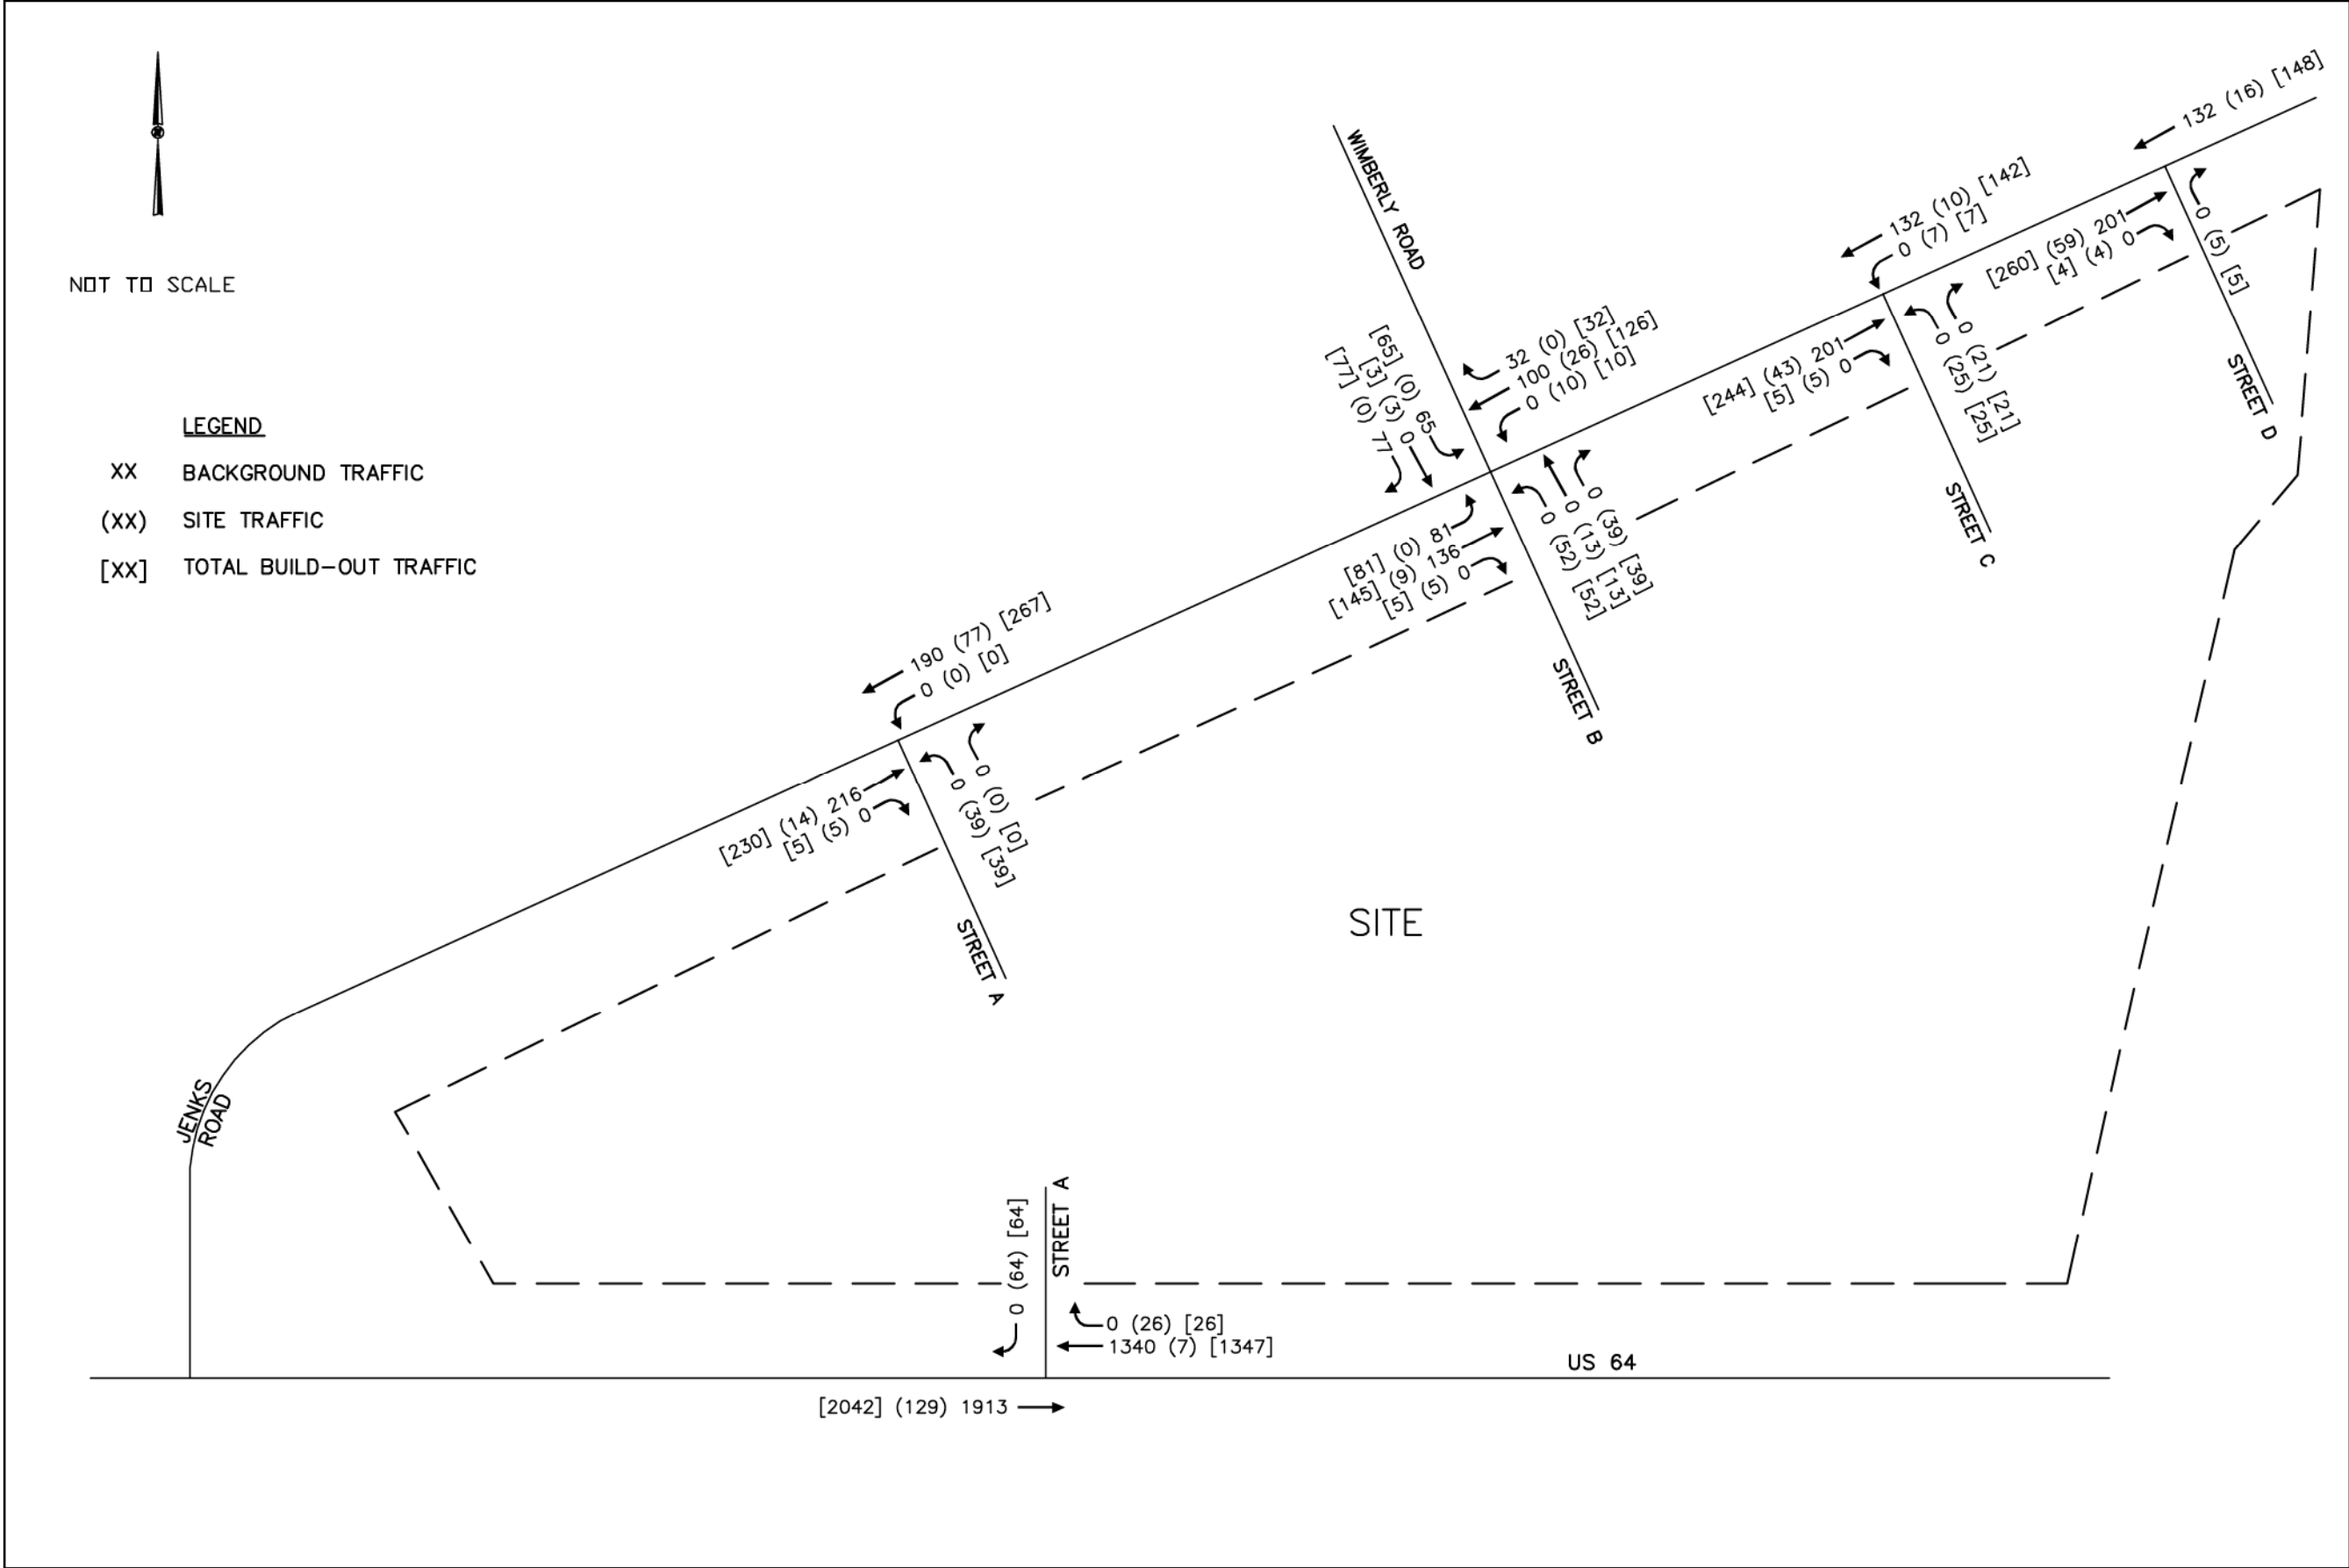 132 (16) [148]
WIMBERLY ROAD
132 (10) [142]
0 (7) [7]
[260] (59) 201
[4] (4) 0
0 (5) [5]
STREET D
NOT TO SCALE
32 (0) [32]
100 (26) [126]
0 (10) [10]
[65] (0) 65
[3] (3) 0
[77] (0) 77
[244] (43) 201
[5] (5) 0
0 (21) [21]
0 (25) [25]
STREET C
LEGEND
XX BACKGROUND TRAFFIC
(XX) SITE TRAFFIC
[XX] TOTAL BUILD-OUT TRAFFIC
[81] (0) 81
[145] (9) 136
[5] (5) 0
0 (39) [39]
0 (13) [13]
0 (52) [52]
STREET B
190 (77) [267]
0 (0) [0]
[230] (14) 216
[5] (5) 0
0 (0) [0]
0 (39) [39]
STREET A
SITE
JENKS
ROAD
0 (64) [64]
STREET A
0 (26) [26]
1340 (7) [1347]
US 64
[2042] (129) 1913